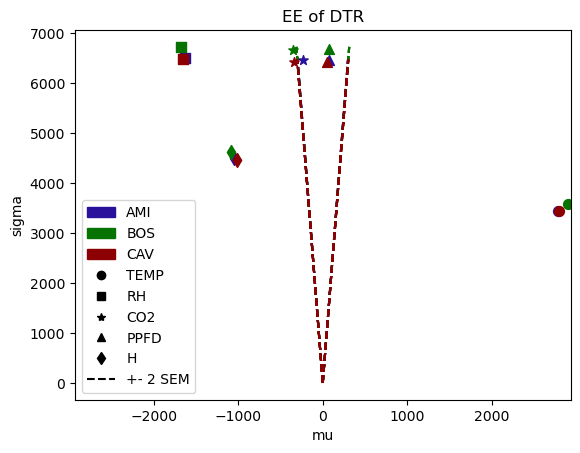 EE of DTR
7000
6000
5000
4000
3000
2000
1000
0
sigma
AMI
BOS
CAV
TEMP
RH
CO2
PPFD
H
+- 2 SEM
−2000 −1000 0 1000 2000
mu